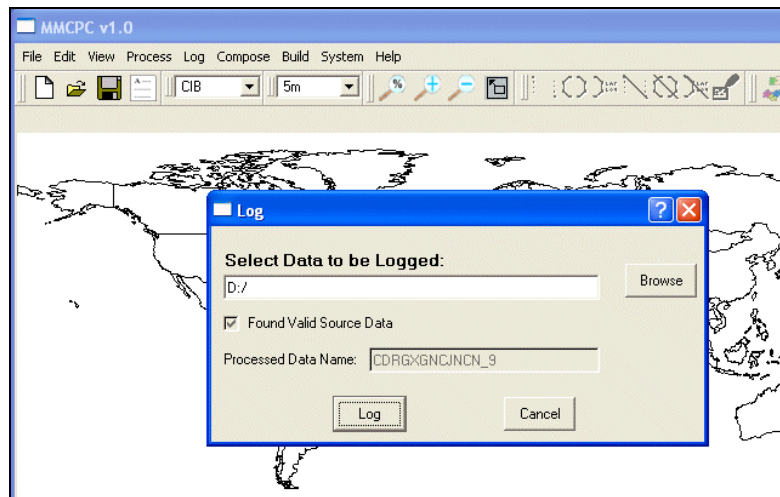 MMCPC v1.0
File Edit View Process Log Compose Build System Help
CIB 5m
Log
Select Data to be Logged:
D:/
Browse
Found Valid Source Data
Processed Data Name: CDRGXGNCJNCN_9
Log Cancel